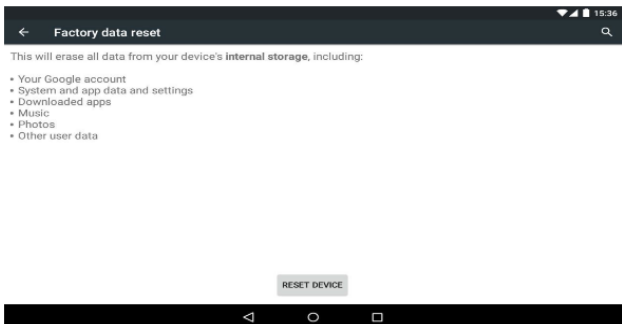 15:36
Factory data reset
This will erase all data from your device's internal storage, including:
• Your Google account
• System and app data and settings
• Downloaded apps
• Music
• Photos
• Other user data
RESET DEVICE